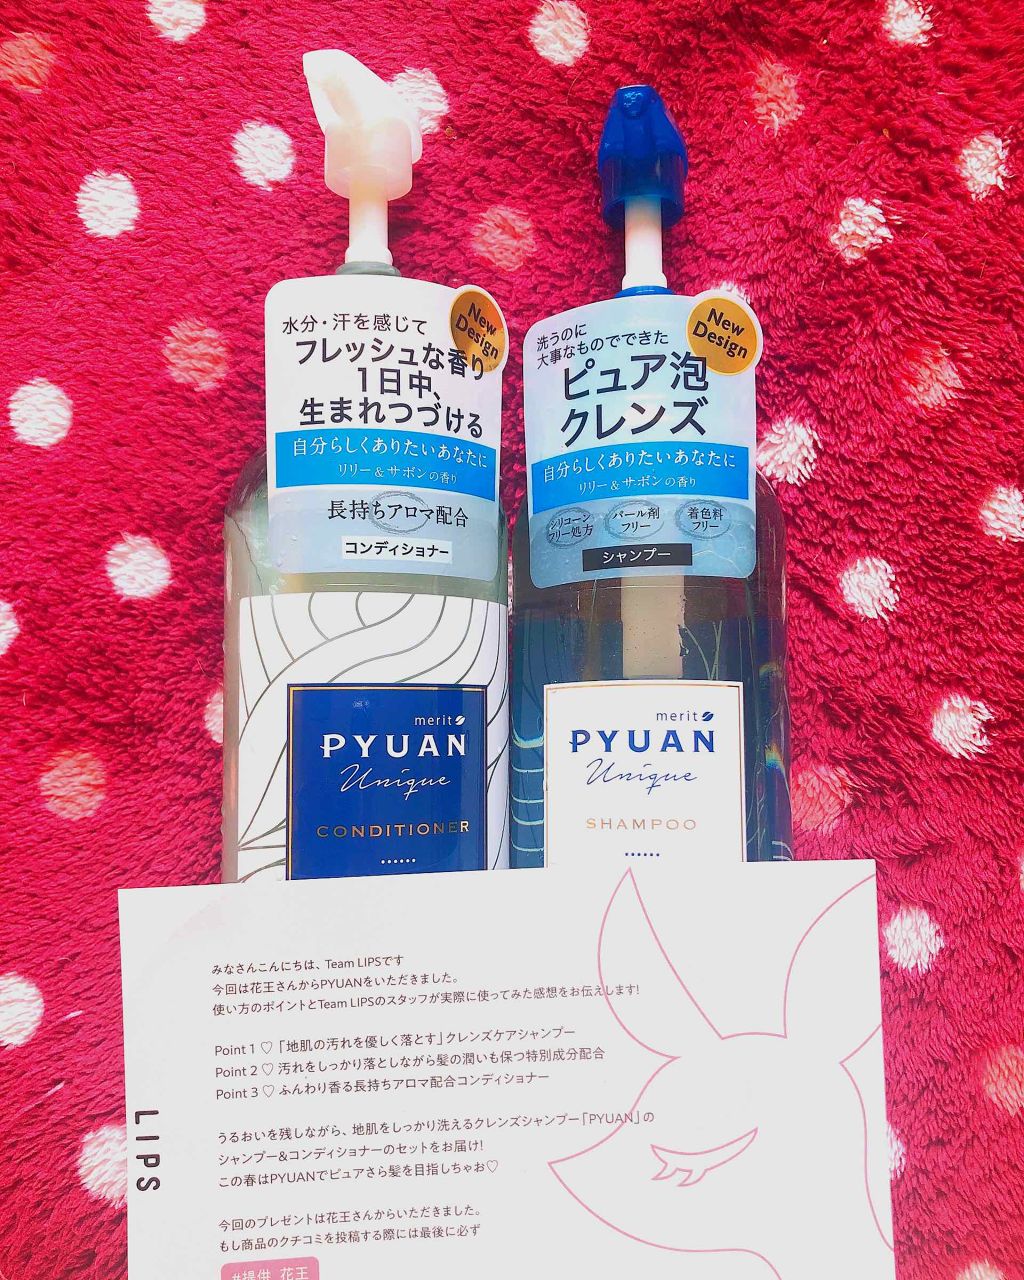 水分・汗を感じて
フレッシュな香り
1日中、
生まれつづける
New
Design
自分らしくありたいあなたに
リリー＆サボンの香り
長持ちアロマ配合
コンディショナー
merit
PYUAN
Unique
CONDITIONER
洗うのに
大事なものでできた
ピュア泡
クレンズ
New
Design
自分らしくありたいあなたに
リリー＆サボンの香り
シリコーン
フリー処方
パール剤
フリー
着色料
フリー
シャンプー
merit
PYUAN
Unique
SHAMPOO
みなさんこんにちは、Team LIPSです
今回は花王さんからPYUANをいただきました。
使い方のポイントとTeam LIPSのスタッフが実際に使ってみた感想をお伝えします!
Point 1 ♡「地肌の汚れを優しく落とす」クレンズケアシャンプー
Point 2 ♡ 汚れをしっかり落としながら髪の潤いも保つ特別成分配合
Point 3 ♡ ふんわり香る長持ちアロマ配合コンディショナー
うるおいを残しながら、地肌をしっかり洗えるクレンズシャンプー「PYUAN」の
シャンプー&コンディショナーのセットをお届け!
この春はPYUANでピュアさら髪を目指しちゃお♡
今回のプレゼントは花王さんからいただきました。
もし商品のクチコミを投稿する際には最後に必ず
#提供_花王
LIPS